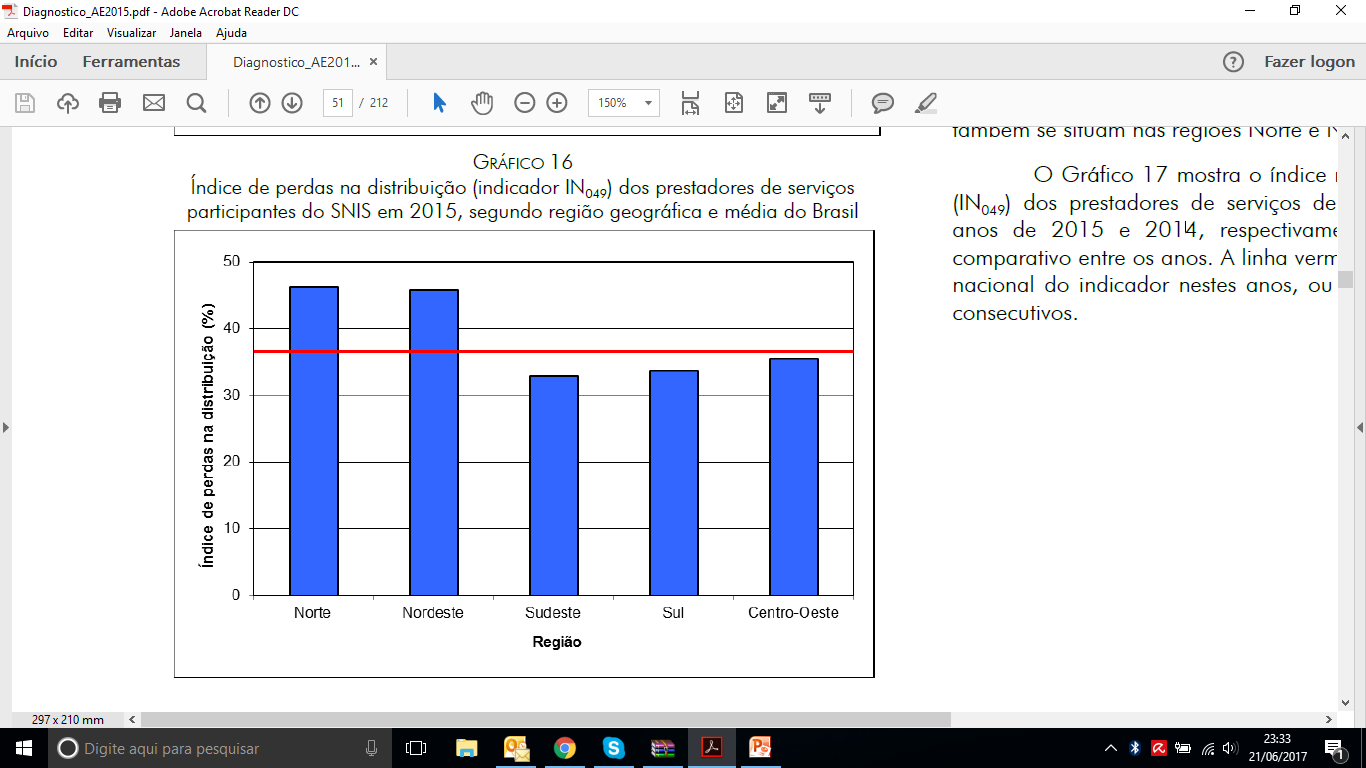 Diagnostico_AE2015.pdf - Adobe Acrobat Reader DC
Arquivo Editar Visualizar Janela Ajuda
Início Ferramentas Diagnostico_AE201... × ? Fazer logon
51 / 212 150%
também se situam nas regiões Norte e N
GRÁFICO 16
Índice de perdas na distribuição (indicador IN049) dos prestadores de serviços
participantes do SNIS em 2015, segundo região geográfica e média do Brasil
O Gráfico 17 mostra o índice
(IN049) dos prestadores de serviços de
anos de 2015 e 2014, respectivame
comparativo entre os anos. A linha verm
nacional do indicador nestes anos, ou
consecutivos.
Índice de perdas na distribuição (%)
50
40
30
20
10
0
Norte Nordeste Sudeste Sul Centro-Oeste
Região
297 x 210 mm
Digite aqui para pesquisar
23:33
21/06/2017
1